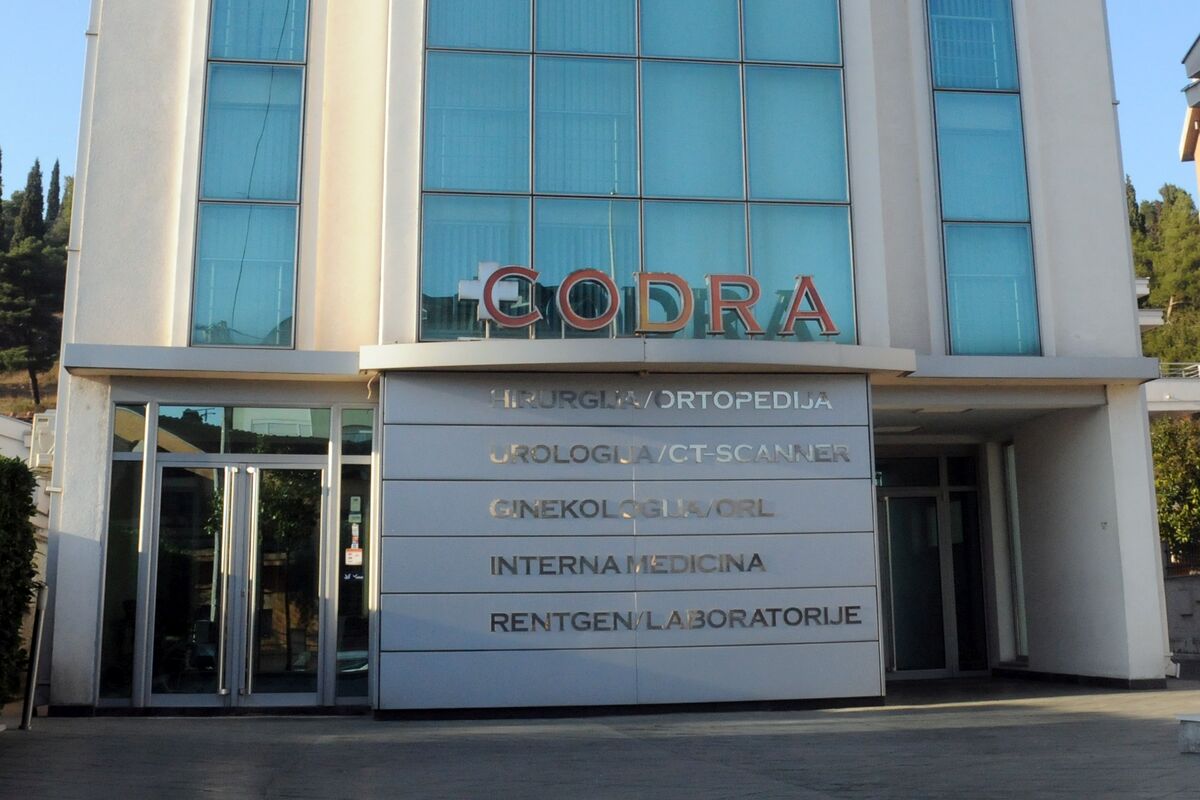 CODRA
HIRURGIJA/ORTOPEDIJA
UROLOGIJA/CT-SCANNER
GINEKOLOGIJA/ORL
INTERNA MEDICINA
RENTGEN/LABORATORIJE